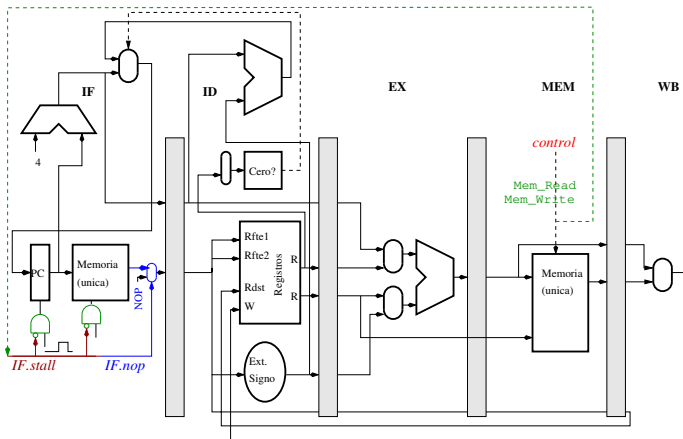 IF
ID
EX
MEM
WB
4
control
Mem_Read
Mem_Write
Cero?
Rfte1
Rfte2
Rdst
W
Registros
R
R
PC
Memoria
(unica)
NOP
Memoria
(unica)
Ext.
Signo
IF.stall
IF.nop